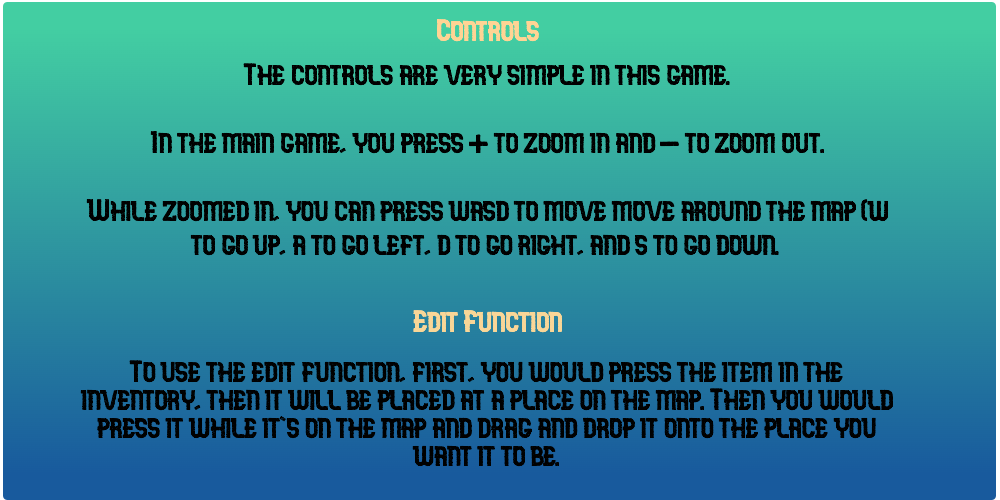 Controls
The controls are very simple in this game.
In the main game, you press + to zoom in and - to zoom out.
While zoomed in, you can press WASD to move move around the map (W
to go up, A to go left, D to go right, and S to go down.
Edit Function
To use the edit function, first, you would press the item in the
inventory, then it will be placed at a place on the map. Then you would
press it while it's on the map and drag and drop it onto the place you
want it to be.